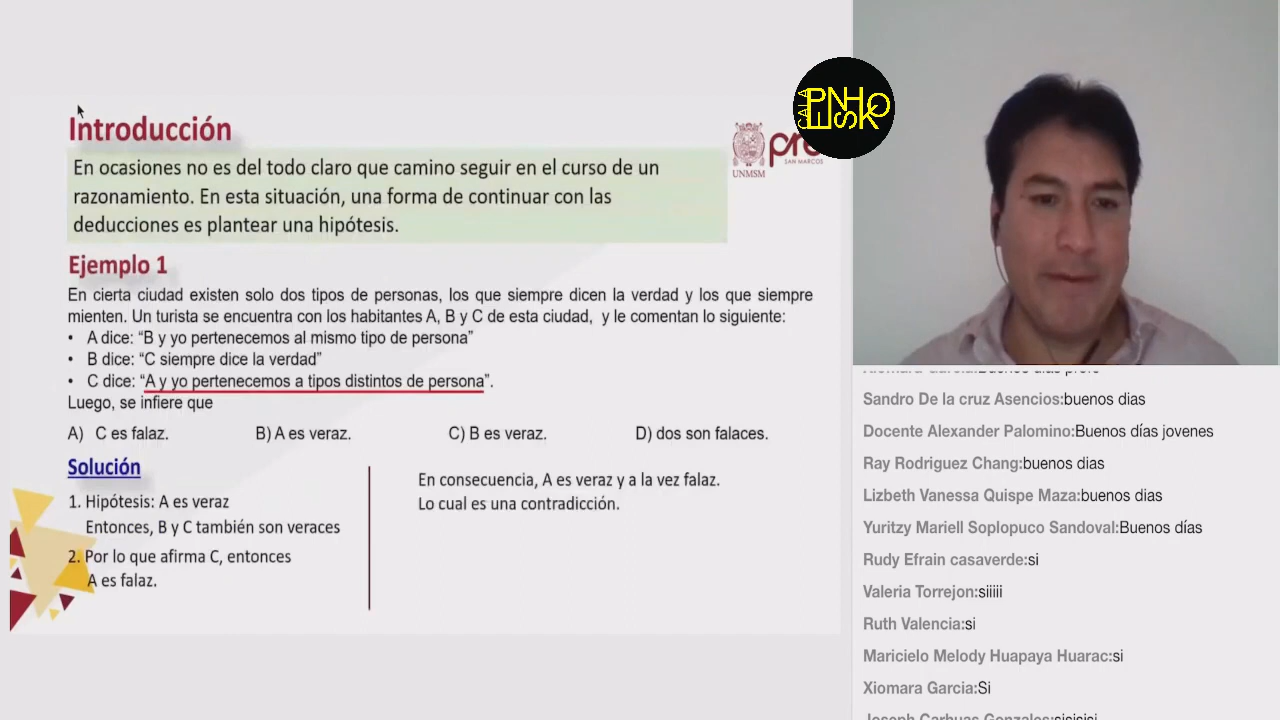 Introducción
En ocasiones no es del todo claro que camino seguir en el curso de un
razonamiento. En esta situación, una forma de continuar con las
deducciones es plantear una hipótesis.
UNMSM
SAN MARCOS
Ejemplo 1
En cierta ciudad existen solo dos tipos de personas, los que siempre dicen la verdad y los que siempre
mienten. Un turista se encuentra con los habitantes A, B y C de esta ciudad, y le comentan lo siguiente:
• A dice: “B y yo pertenecemos al mismo tipo de persona”
• B dice: “C siempre dice la verdad”
• C dice: “A y yo pertenecemos a tipos distintos de persona”.
Luego, se infiere que
A) C es falaz. B) A es veraz. C) B es veraz. D) dos son falaces.
Solución
1. Hipótesis: A es veraz
Entonces, B y C también son veraces
2. Por lo que afirma C, entonces
A es falaz.
En consecuencia, A es veraz y a la vez falaz.
Lo cual es una contradicción.
Sandro De la cruz Asencios:buenos dias
Docente Alexander Palomino:Buenos días jovenes
Ray Rodriguez Chang:buenos dias
Lizbeth Vanessa Quispe Maza:buenos días
Yuritzy Mariell Soplopuco Sandoval:Buenos días
Rudy Efrain casaverde:si
Valeria Torrejon:siiiii
Ruth Valencia:si
Maricielo Melody Huapaya Huarac:si
Xiomara Garcia:Si